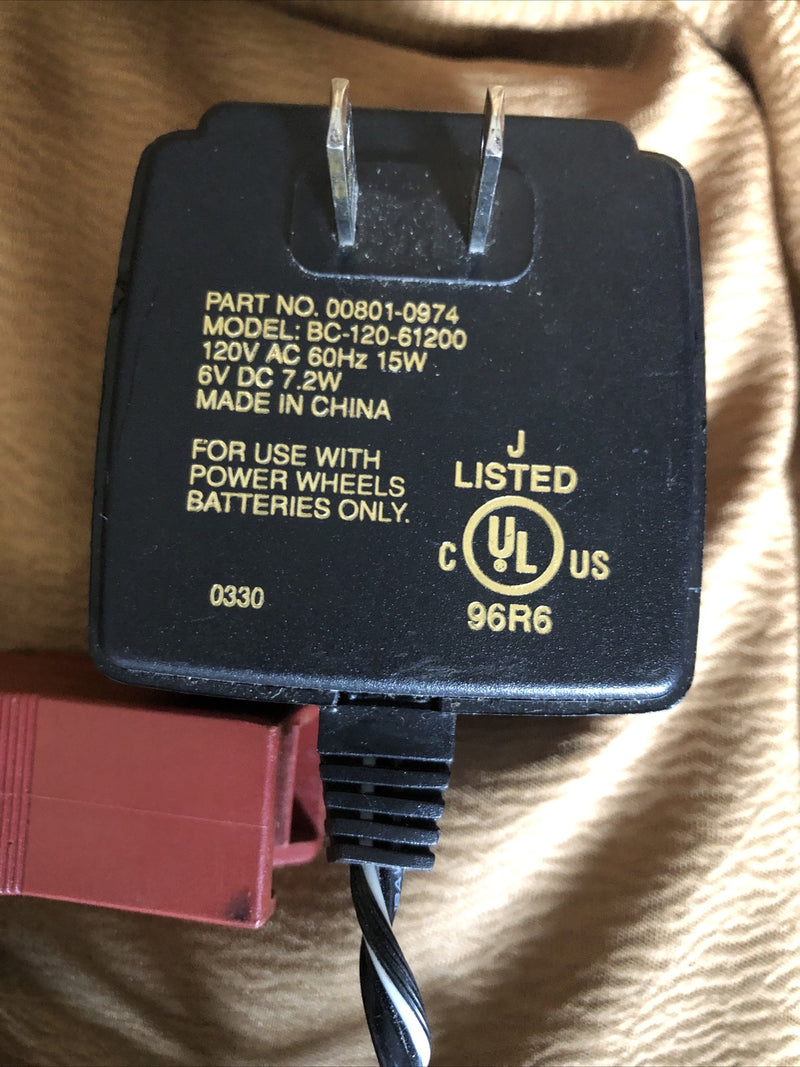 PART NO. 00801-0974
MODEL: BC-120-61200
120V AC 60Hz 15W
6V DC 7.2W
MADE IN CHINA
FOR USE WITH
POWER WHEELS
BATTERIES ONLY.
0330
J
LISTED
C UL US
96R6